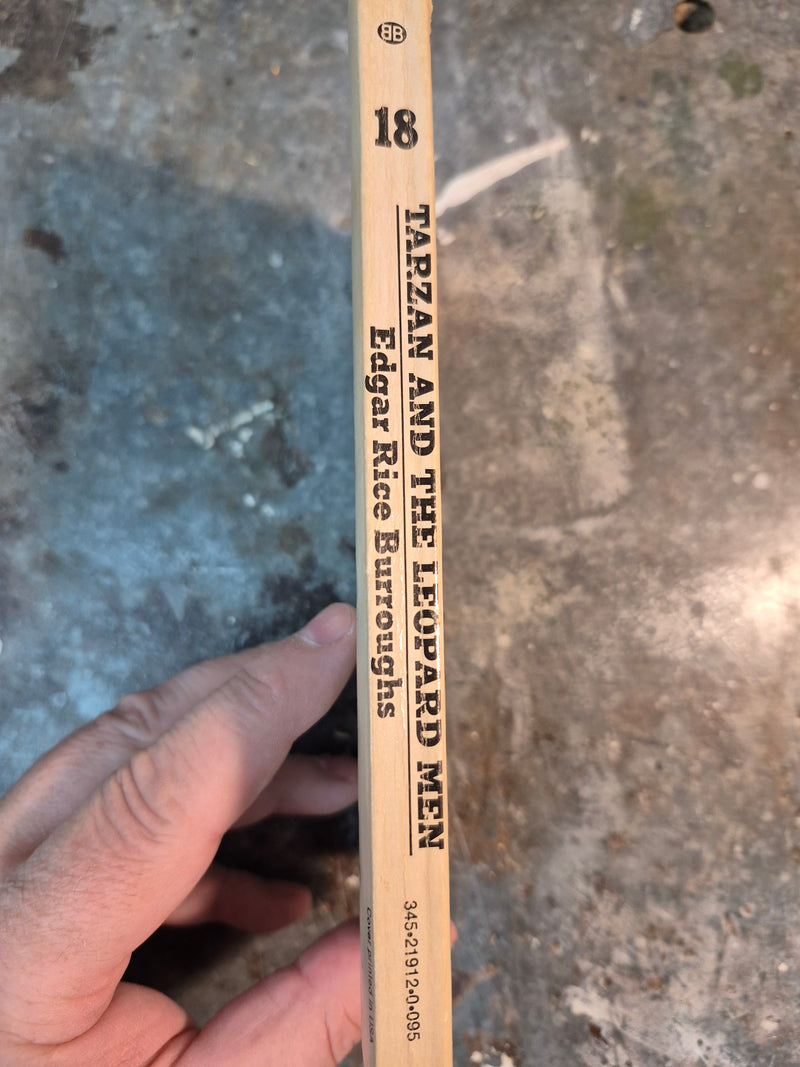 BB
18
TARZAN AND THE LEOPARD MEN
Edgar Rice Burroughs
345•21912•0•095
Cover printed in USA